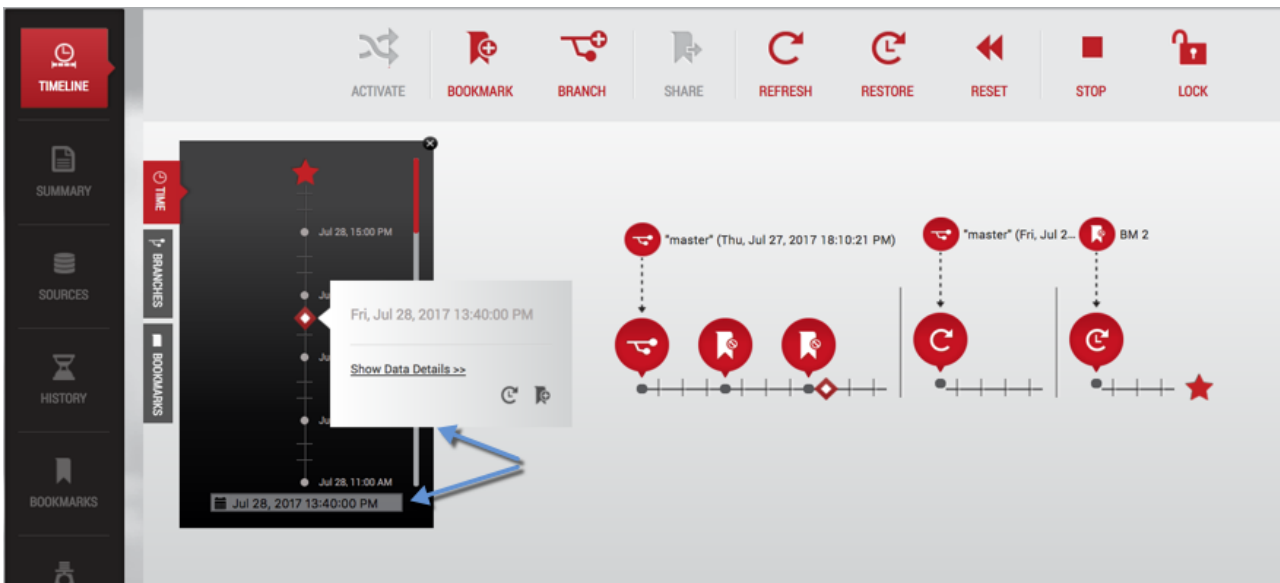 TIMELINE
SUMMARY
SOURCES
HISTORY
BOOKMARKS
ACTIVATE
BOOKMARK
BRANCH
SHARE
REFRESH
RESTORE
RESET
STOP
LOCK
TIME
BRANCHES
BOOKMARKS
Jul 28, 15:00 PM
Ju
Ju
Ju
Jul 28, 11:00 AM
Jul 28, 2017 13:40:00 PM
Fri, Jul 28, 2017 13:40:00 PM
Show Data Details >>
"master" (Thu, Jul 27, 2017 18:10:21 PM)
"master" (Fri, Jul 2...
BM 2